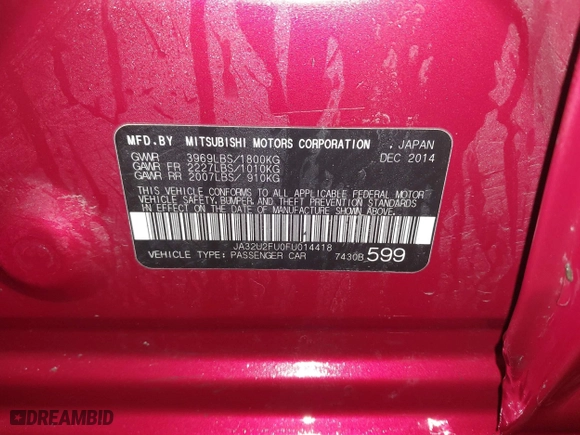 MFD.BY MITSUBISHI MOTORS CORPORATION , JAPAN
GVWR 3969LBS/1800KG DEC 2014
GAWR FR 2227LBS/1010KG
GAWR RR 2007LBS/ 910KG
THIS VEHICLE CONFORMS TO ALL APPLICABLE FEDERAL MOTOR
VEHICLE SAFETY, BUMPER, AND THEFT PREVENTION STANDARDS IN
EFFECT ON THE DATE OF MANUFACTURE SHOWN ABOVE.
JA32U2FU0FU014418
VEHICLE TYPE: PASSENGER CAR 7430B 599
DREAMBID